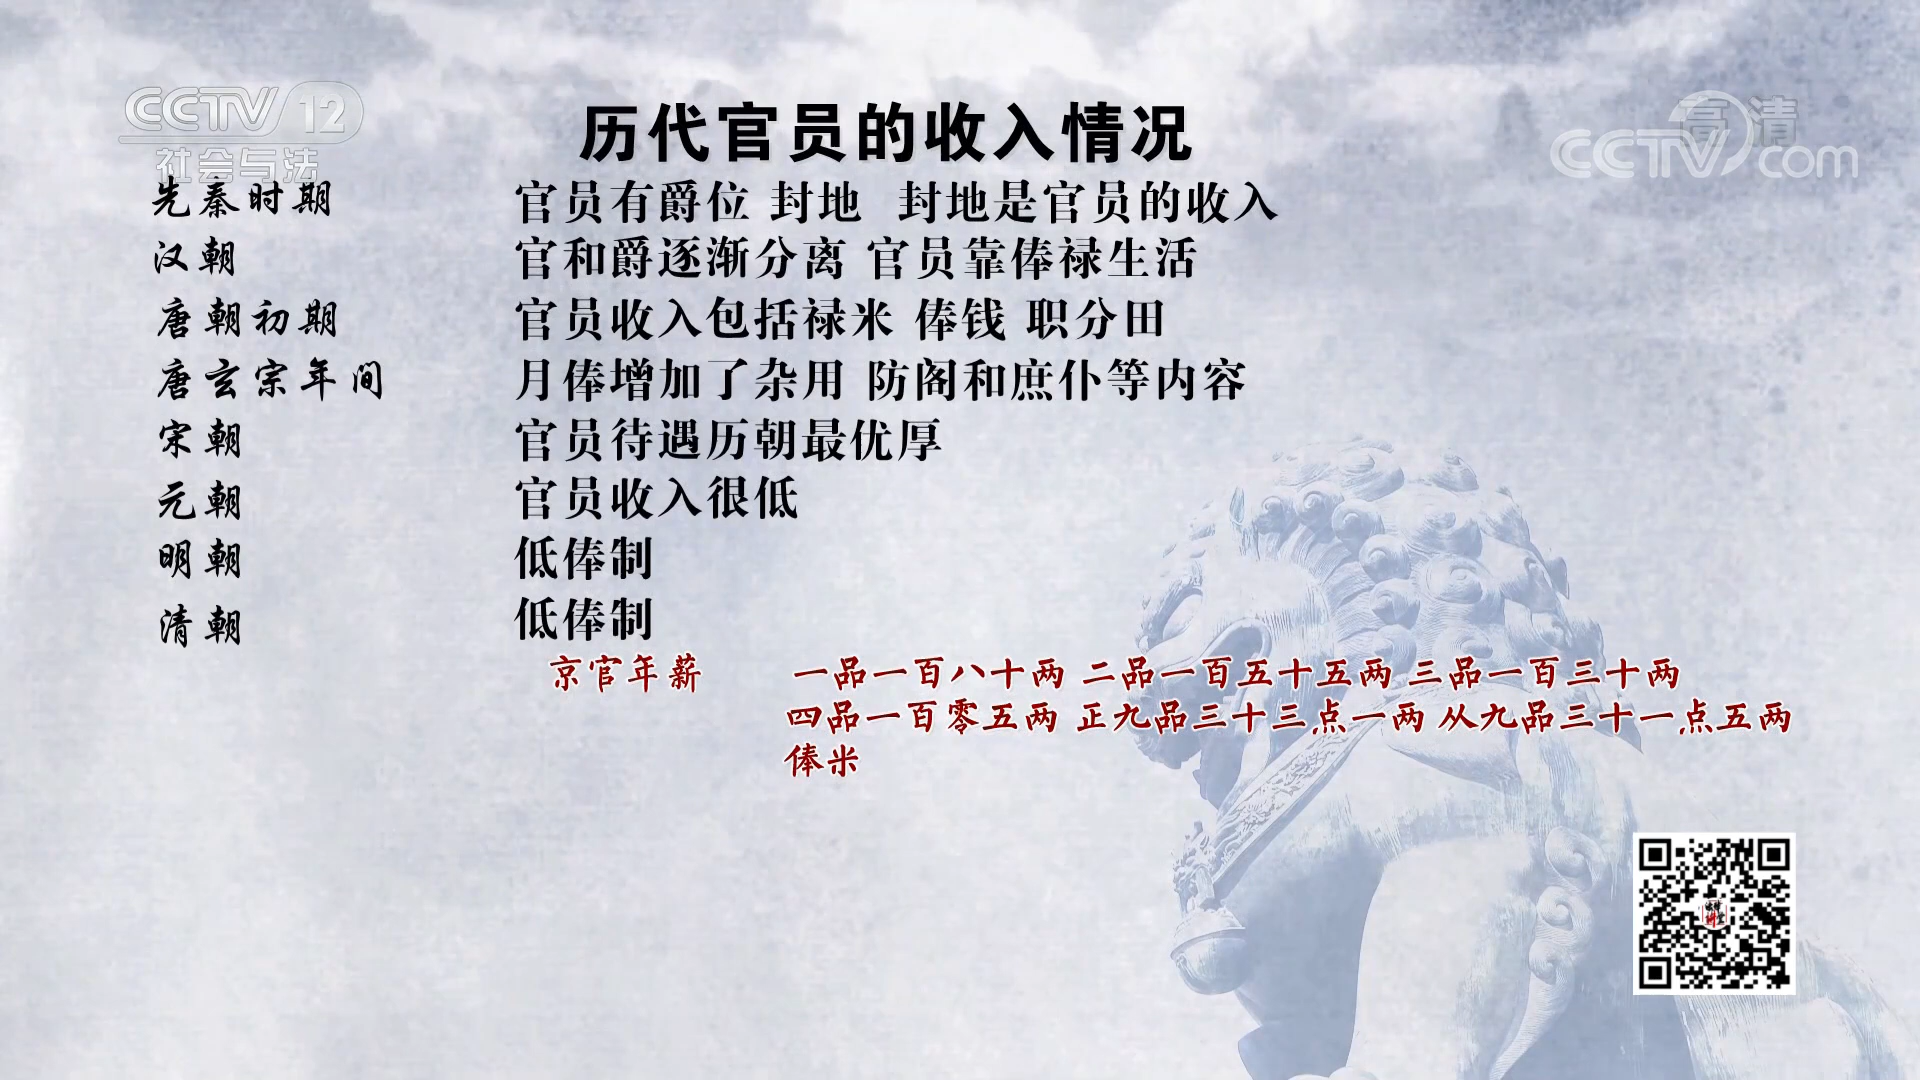 CCTV 12
社会与法
高清
CCTV.com
历代官员的收入情况
先秦时期 官员有爵位 封地 封地是官员的收入
汉朝 官和爵逐渐分离 官员靠俸禄生活
唐朝初期 官员收入包括禄米 俸钱 职分田
唐玄宗年间 月俸增加了杂用 防阁和庶仆等内容
宋朝 官员待遇历朝最优厚
元朝 官员收入很低
明朝 低俸制
清朝 低俸制
京官年薪 一品一百八十两 二品一百五十五两 三品一百三十两
四品一百零五两 正九品三十三点一两 从九品三十一点五两
俸米